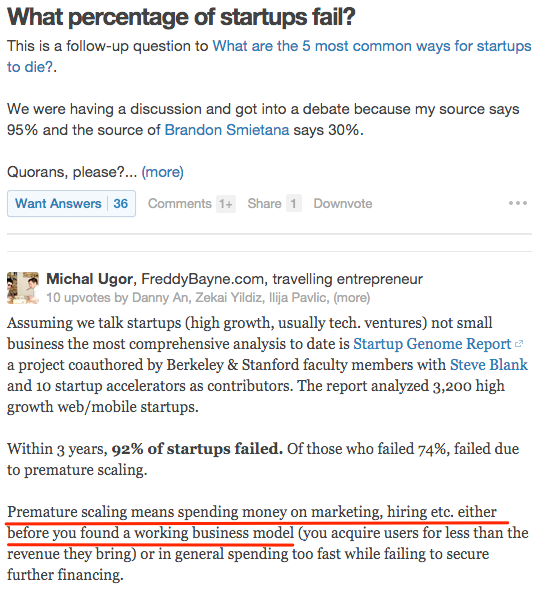 What percentage of startups fail?
This is a follow-up question to What are the 5 most common ways for startups
to die?.
We were having a discussion and got into a debate because my source says
95% and the source of Brandon Smietana says 30%.
Quorans, please?... (more)
Want Answers 36 Comments 1+ Share 1 Downvote
Michal Ugor, FreddyBayne.com, travelling entrepreneur
10 upvotes by Danny An, Zekai Yildiz, Ilija Pavlic, (more)
Assuming we talk startups (high growth, usually tech. ventures) not small
business the most comprehensive analysis to date is Startup Genome Report
a project coauthored by Berkeley & Stanford faculty members with Steve Blank
and 10 startup accelerators as contributors. The report analyzed 3,200 high
growth web/mobile startups.
Within 3 years, 92% of startups failed. Of those who failed 74%, failed due
to premature scaling.
Premature scaling means spending money on marketing, hiring etc. either
before you found a working business model (you acquire users for less than the
revenue they bring) or in general spending too fast while failing to secure
further financing.